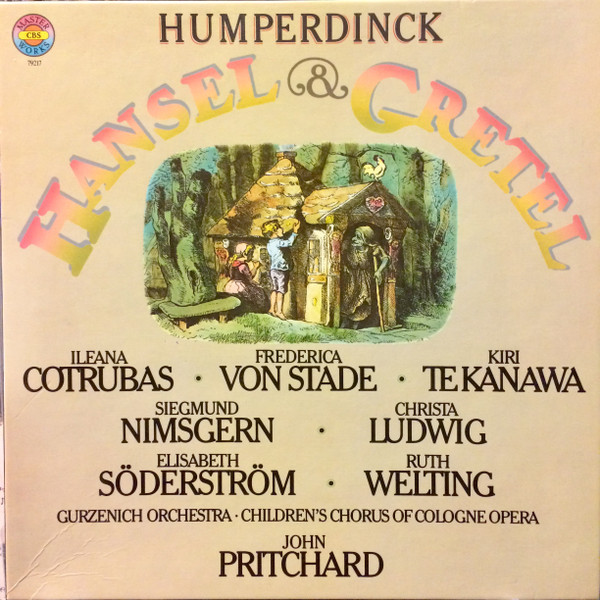 MASTER
CBS
WORKS
79217
HUMPERDINCK
HANSEL & GRETEL
ILEANA FREDERICA KIRI
COTRUBAS · VON STADE · TE KANAWA
SIEGMUND CHRISTA
NIMSGERN · LUDWIG
ELISABETH RUTH
SÖDERSTRÖM · WELTING
GURZENICH ORCHESTRA · CHILDREN'S CHORUS OF COLOGNE OPERA
JOHN
PRITCHARD